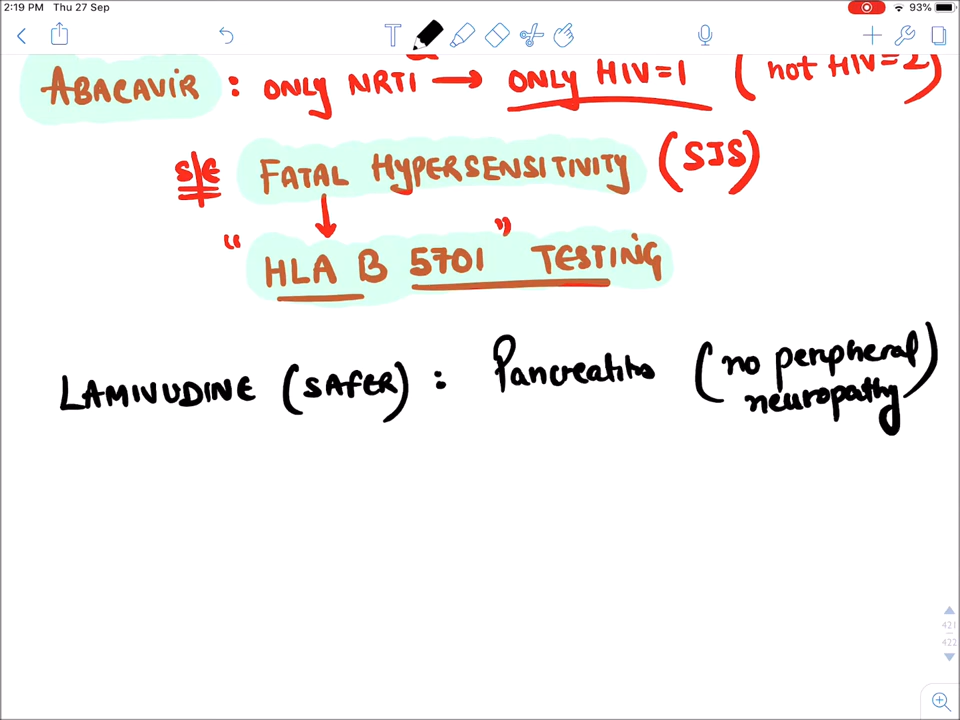 2:19 PM Thu 27 Sep 93%
T
ABACAVIR : ONLY NRTI → ONLY HIV=1 (not HIV=2)
S/E FATAL HYPERSENSITIVITY (SJS)
↓
“HLA B 5701” TESTING
LAMIVUDINE (SAFER) : Pancreatitis (no peripheral
neuropathy)
421
422